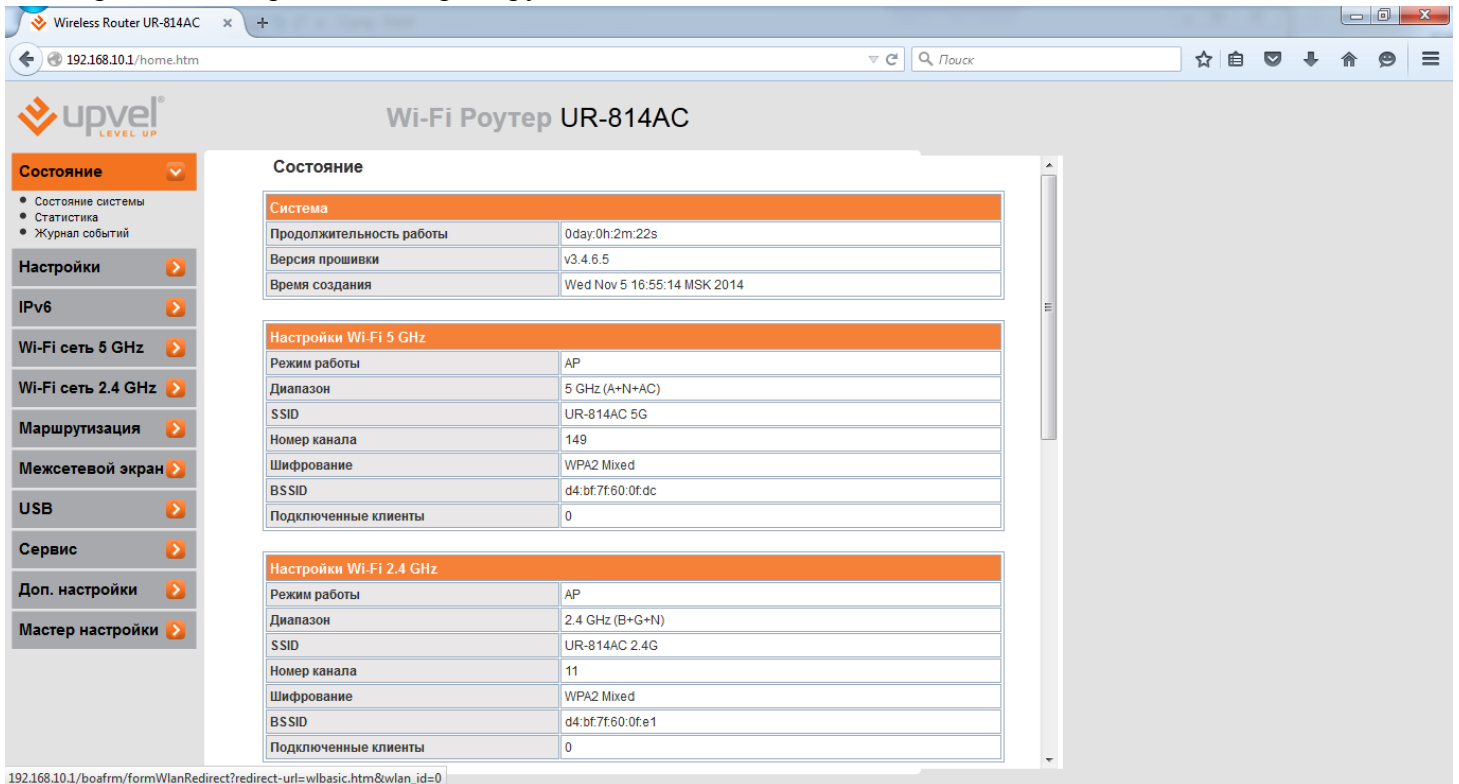 Wireless Router UR-814AC × +
192.168.10.1/home.htm Поиск
upvel®
LEVEL UP
Wi-Fi Роутер UR-814AC
Состояние
• Состояние системы
• Статистика
• Журнал событий
Настройки
IPv6
Wi-Fi сеть 5 GHz
Wi-Fi сеть 2.4 GHz
Маршрутизация
Межсетевой экран
USB
Сервис
Доп. настройки
Мастер настройки
Состояние
Система
Продолжительность работы 0day:0h:2m:22s
Версия прошивки v3.4.6.5
Время создания Wed Nov 5 16:55:14 MSK 2014
Настройки Wi-Fi 5 GHz
Режим работы AP
Диапазон 5 GHz (A+N+AC)
SSID UR-814AC 5G
Номер канала 149
Шифрование WPA2 Mixed
BSSID d4:bf:7f:60:0f:dc
Подключенные клиенты 0
Настройки Wi-Fi 2.4 GHz
Режим работы AP
Диапазон 2.4 GHz (B+G+N)
SSID UR-814AC 2.4G
Номер канала 11
Шифрование WPA2 Mixed
BSSID d4:bf:7f:60:0f:e1
Подключенные клиенты 0
192.168.10.1/boafrm/formWlanRedirect?redirect-url=wlbasic.htm&wlan_id=0